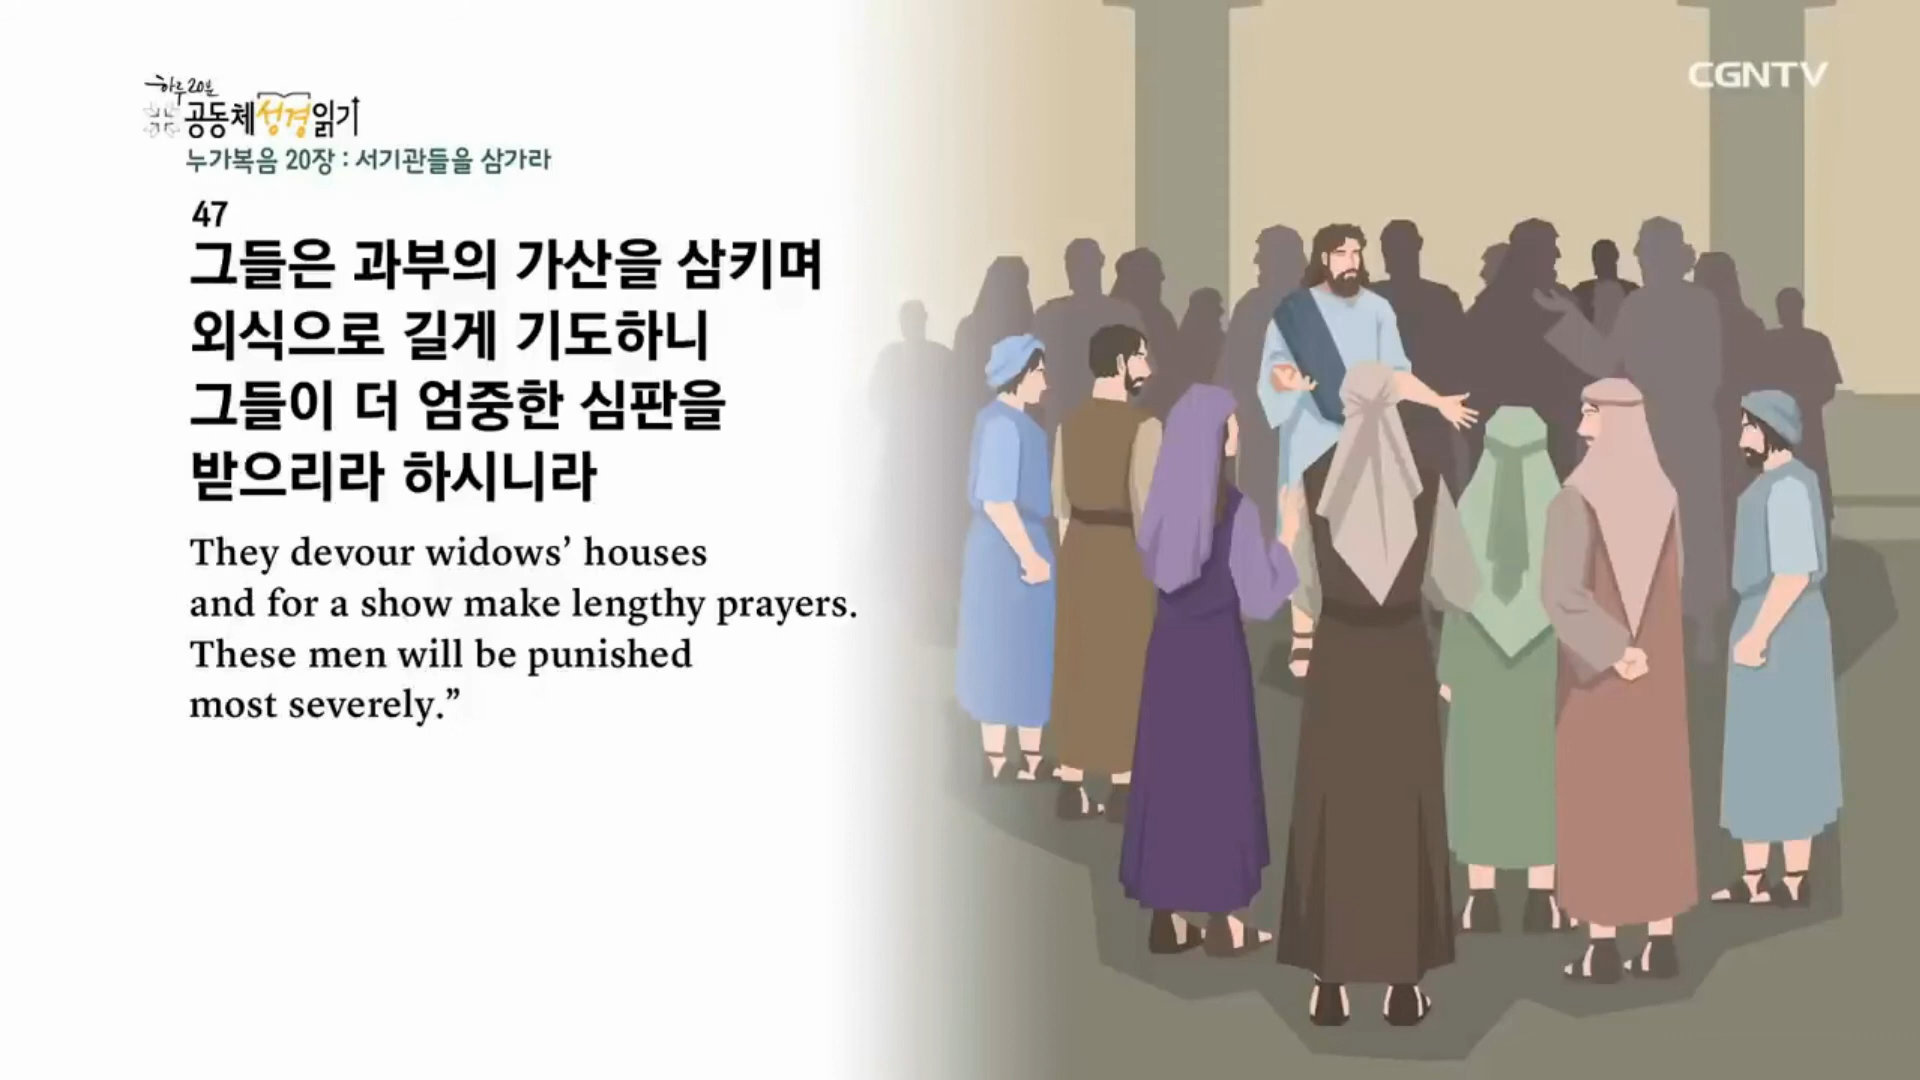 하루 20분
공동체성경읽기
누가복음 20장 : 서기관들을 삼가라
CGNTV
47
그들은 과부의 가산을 삼키며
외식으로 길게 기도하니
그들이 더 엄중한 심판을
받으리라 하시니라
They devour widows’ houses
and for a show make lengthy prayers.
These men will be punished
most severely.”